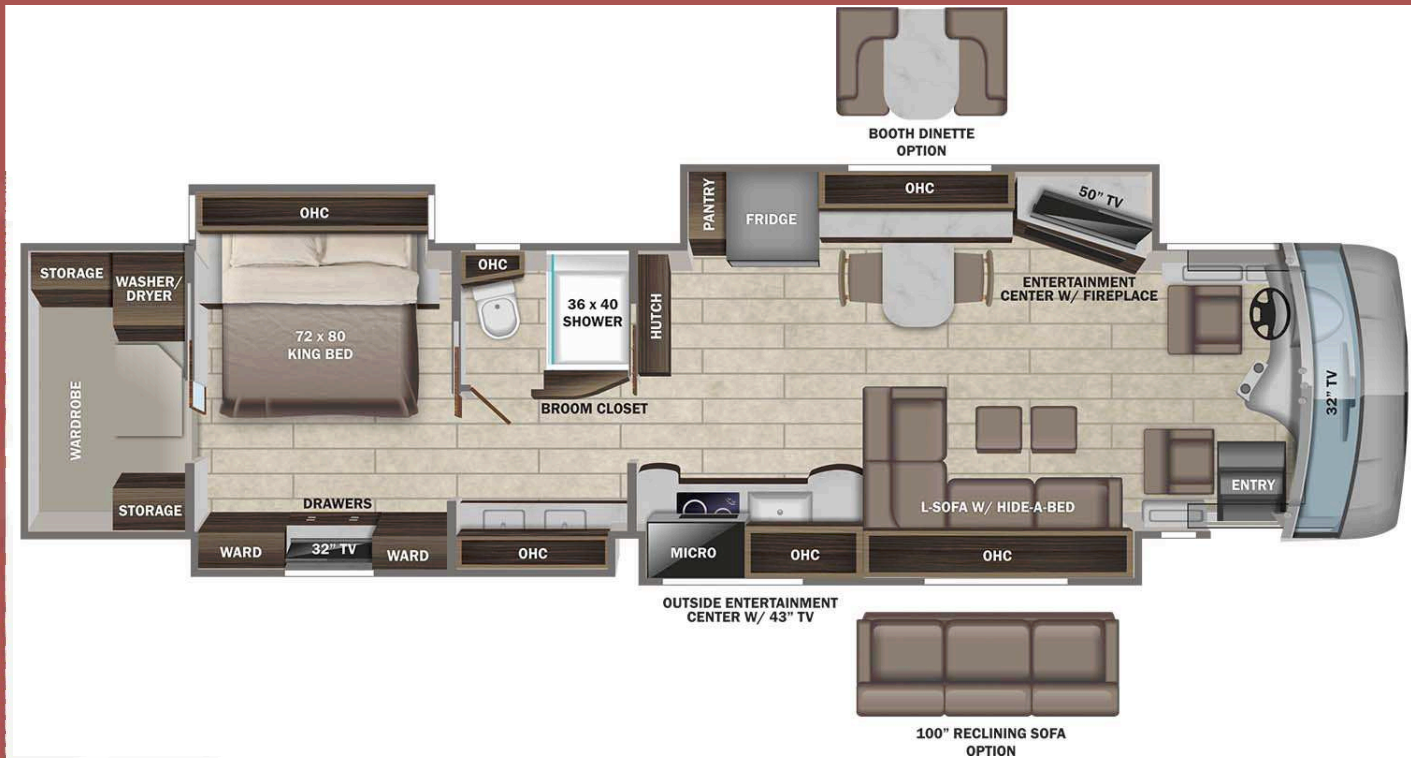 BOOTH DINETTE
OPTION
OHC
PANTRY
FRIDGE
OHC
50" TV
STORAGE
WASHER/
DRYER
OHC
36 x 40
SHOWER
HUTCH
ENTERTAINMENT
CENTER W/ FIREPLACE
72 x 80
KING BED
WARDROBE
BROOM CLOSET
32" TV
STORAGE
DRAWERS
L-SOFA W/ HIDE-A-BED
ENTRY
WARD
32" TV
WARD
OHC
MICRO
OHC
OHC
OUTSIDE ENTERTAINMENT
CENTER W/ 43" TV
100" RECLINING SOFA
OPTION